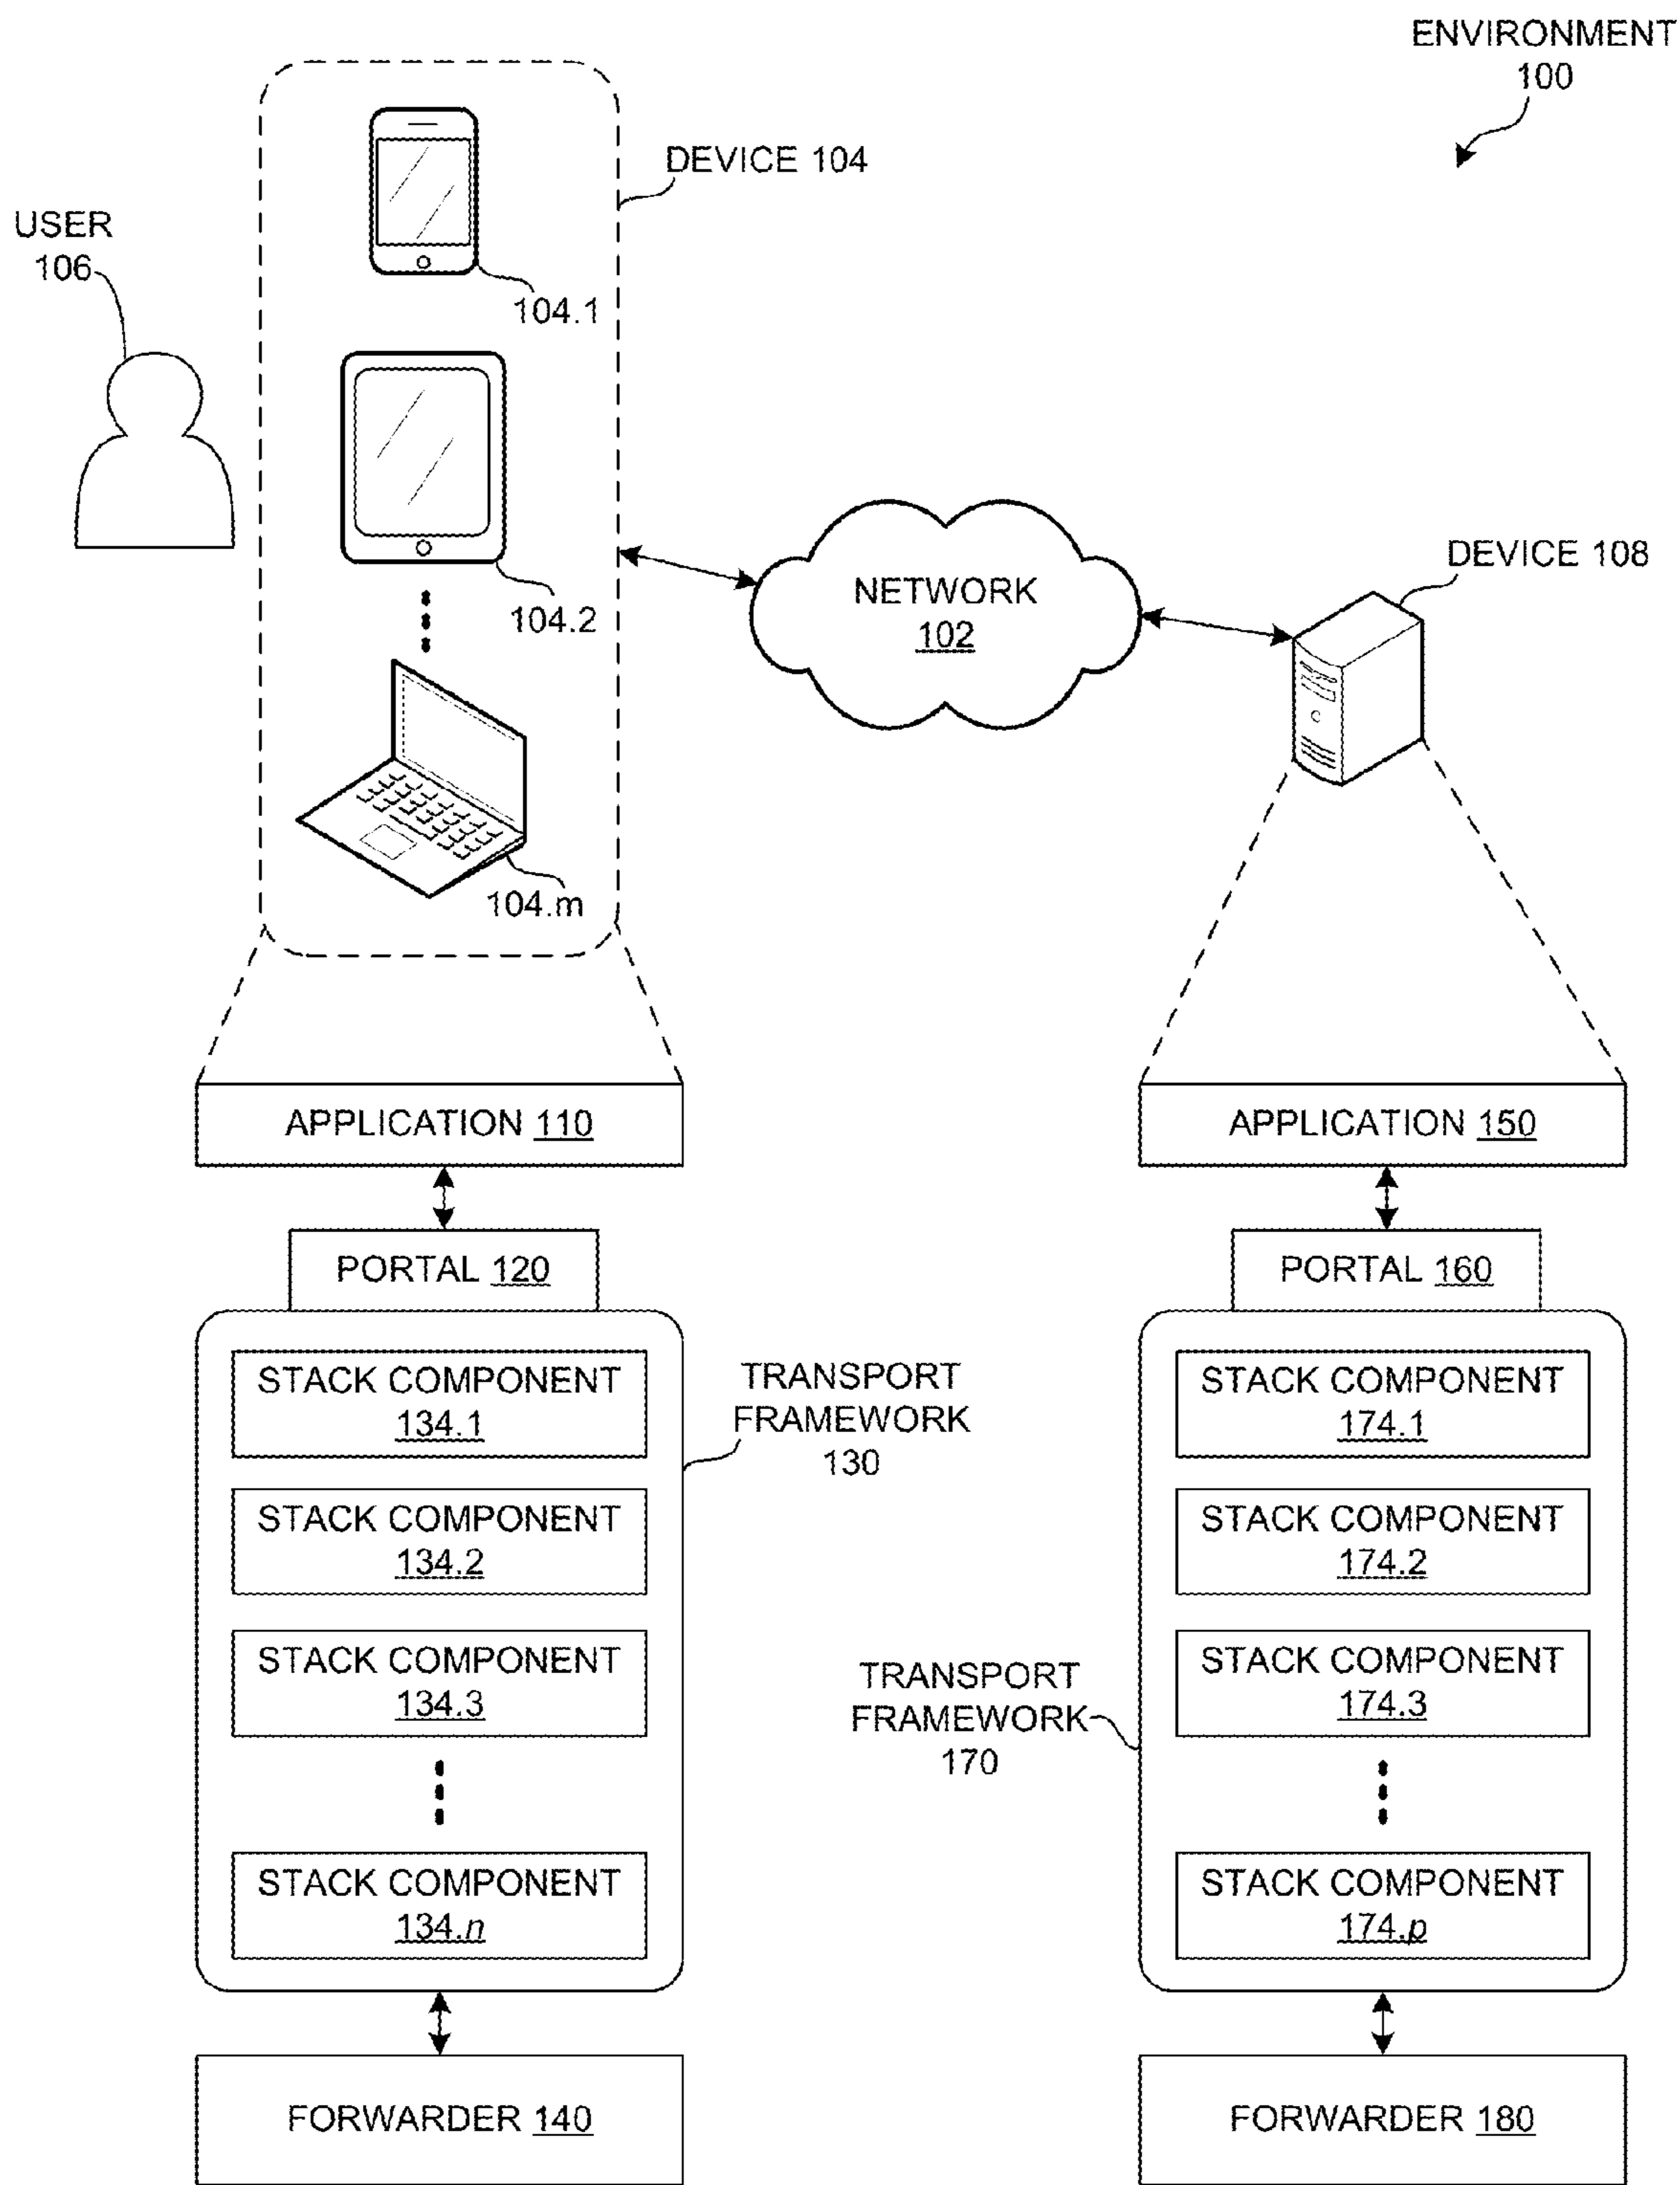 ENVIRONMENT
100
DEVICE 104
USER
106
104.1
104.2
104.m
NETWORK
102
DEVICE 108
APPLICATION 110
PORTAL 120
STACK COMPONENT
134.1
STACK COMPONENT
134.2
STACK COMPONENT
134.3
STACK COMPONENT
134.n
TRANSPORT
FRAMEWORK
130
FORWARDER 140
APPLICATION 150
PORTAL 160
STACK COMPONENT
174.1
STACK COMPONENT
174.2
STACK COMPONENT
174.3
STACK COMPONENT
174.p
TRANSPORT
FRAMEWORK
170
FORWARDER 180